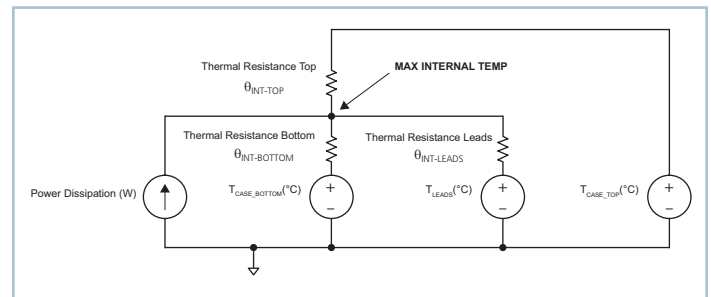 Thermal Resistance Top
θINT-TOP
MAX INTERNAL TEMP
Thermal Resistance Bottom
θINT-BOTTOM
Thermal Resistance Leads
θINT-LEADS
Power Dissipation (W)
TCASE_BOTTOM(°C)
+
–
TLEADS(°C)
+
–
TCASE_TOP(°C)
+
–